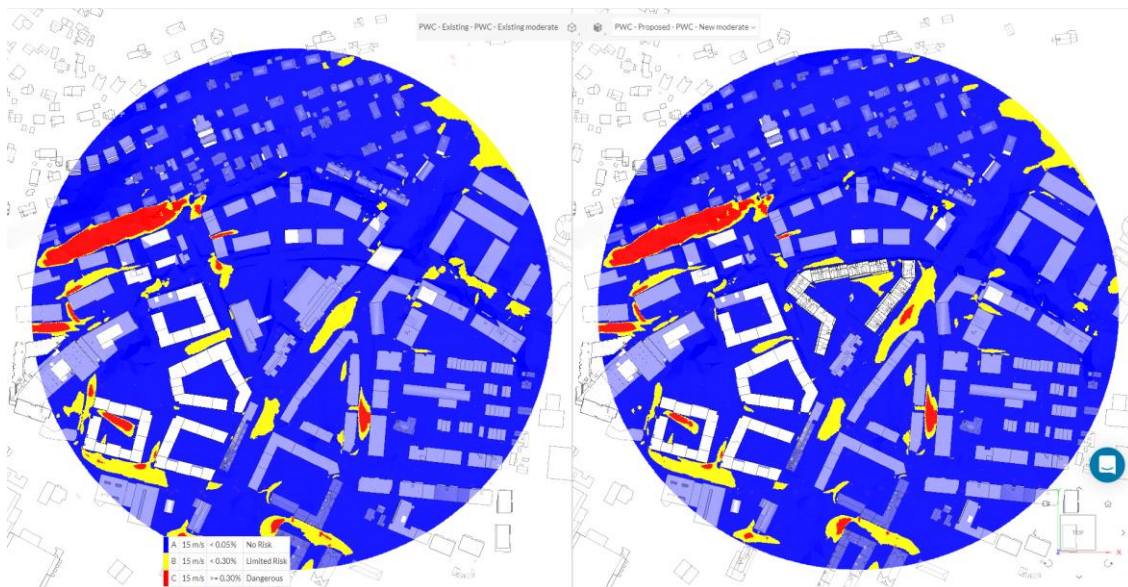 PWC - Existing - PWC - Existing moderate
PWC - Proposed - PWC - New moderate
A 15 m/s < 0.05% No Risk
B 15 m/s < 0.30% Limited Risk
C 15 m/s >= 0.30% Dangerous
TOP
X